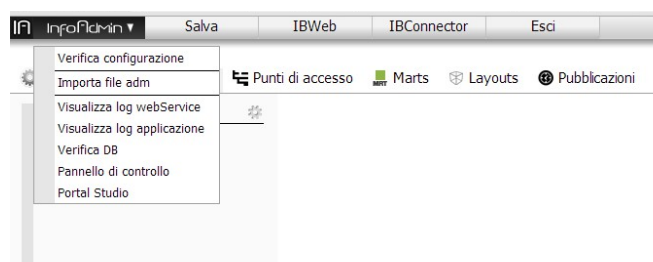 IA InfoAdmin ▼ Salva IBWeb IBConnector Esci
Verifica configurazione
Importa file adm Punti di accesso MRT Marts Layouts Pubblicazioni
Visualizza log webService
Visualizza log applicazione
Verifica DB
Pannello di controllo
Portal Studio